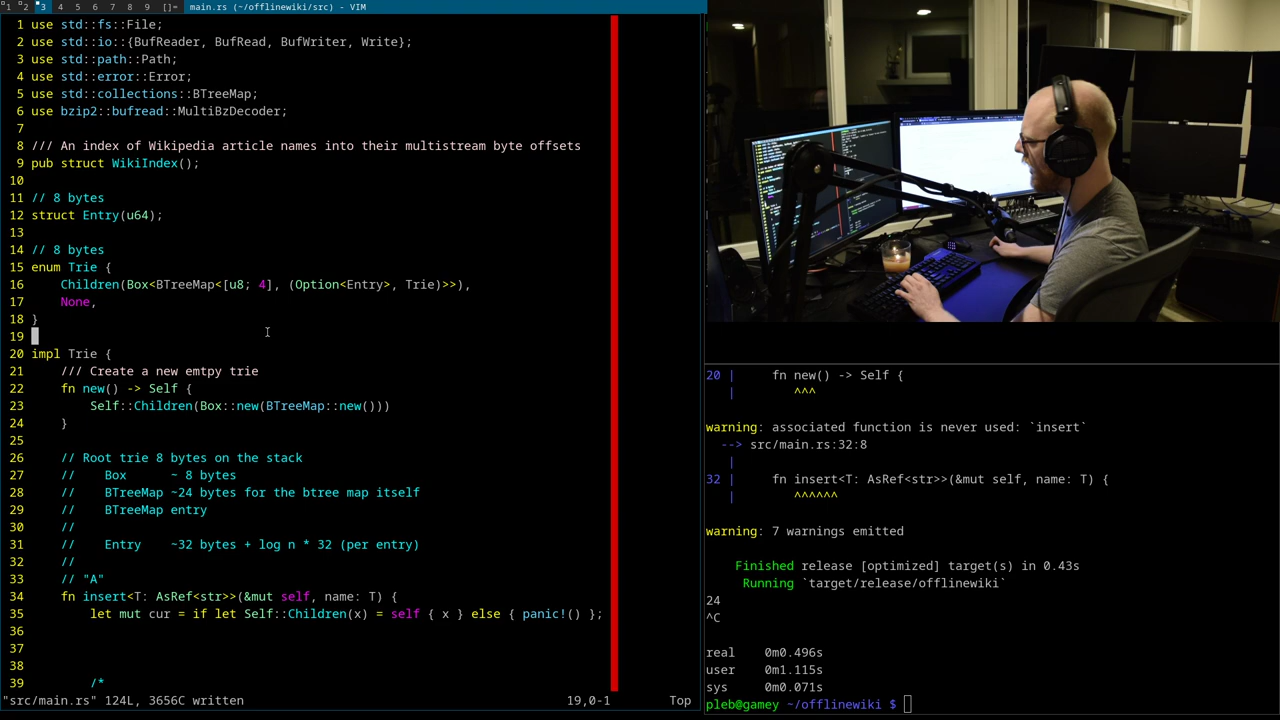 1 2 3 4 5 6 7 8 9 []= main.rs (~/offlinewiki/src) - VIM
1 use std::fs::File;
2 use std::io::{BufReader, BufRead, BufWriter, Write};
3 use std::path::Path;
4 use std::error::Error;
5 use std::collections::BTreeMap;
6 use bzip2::bufread::MultiBzDecoder;
7
8 /// An index of Wikipedia article names into their multistream byte offsets
9 pub struct WikiIndex();
10
11 // 8 bytes
12 struct Entry(u64);
13
14 // 8 bytes
15 enum Trie {
16     Children(Box<BTreeMap<[u8; 4], (Option<Entry>, Trie)>>),
17     None,
18 }
19
20 impl Trie {
21     /// Create a new emtpy trie
22     fn new() -> Self {
23         Self::Children(Box::new(BTreeMap::new()))
24     }
25
26     // Root trie 8 bytes on the stack
27     //    Box      ~ 8 bytes
28     //    BTreeMap ~24 bytes for the btree map itself
29     //    BTreeMap entry
30     //
31     //    Entry    ~32 bytes + log n * 32 (per entry)
32     //
33     // "A"
34     fn insert<T: AsRef<str>>(&mut self, name: T) {
35         let mut cur = if let Self::Children(x) = self { x } else { panic!() };
36
37
38
39         /*
"src/main.rs" 124L, 3656C written 19,0-1 Top
20 |     fn new() -> Self {
|        ^^^
warning: associated function is never used: `insert`
--> src/main.rs:32:8
|
32 |     fn insert<T: AsRef<str>>(&mut self, name: T) {
|        ^^^^^^
warning: 7 warnings emitted
Finished release [optimized] target(s) in 0.43s
Running `target/release/offlinewiki`
24
^C
real    0m0.496s
user    0m1.115s
sys     0m0.071s
pleb@gamey ~/offlinewiki $